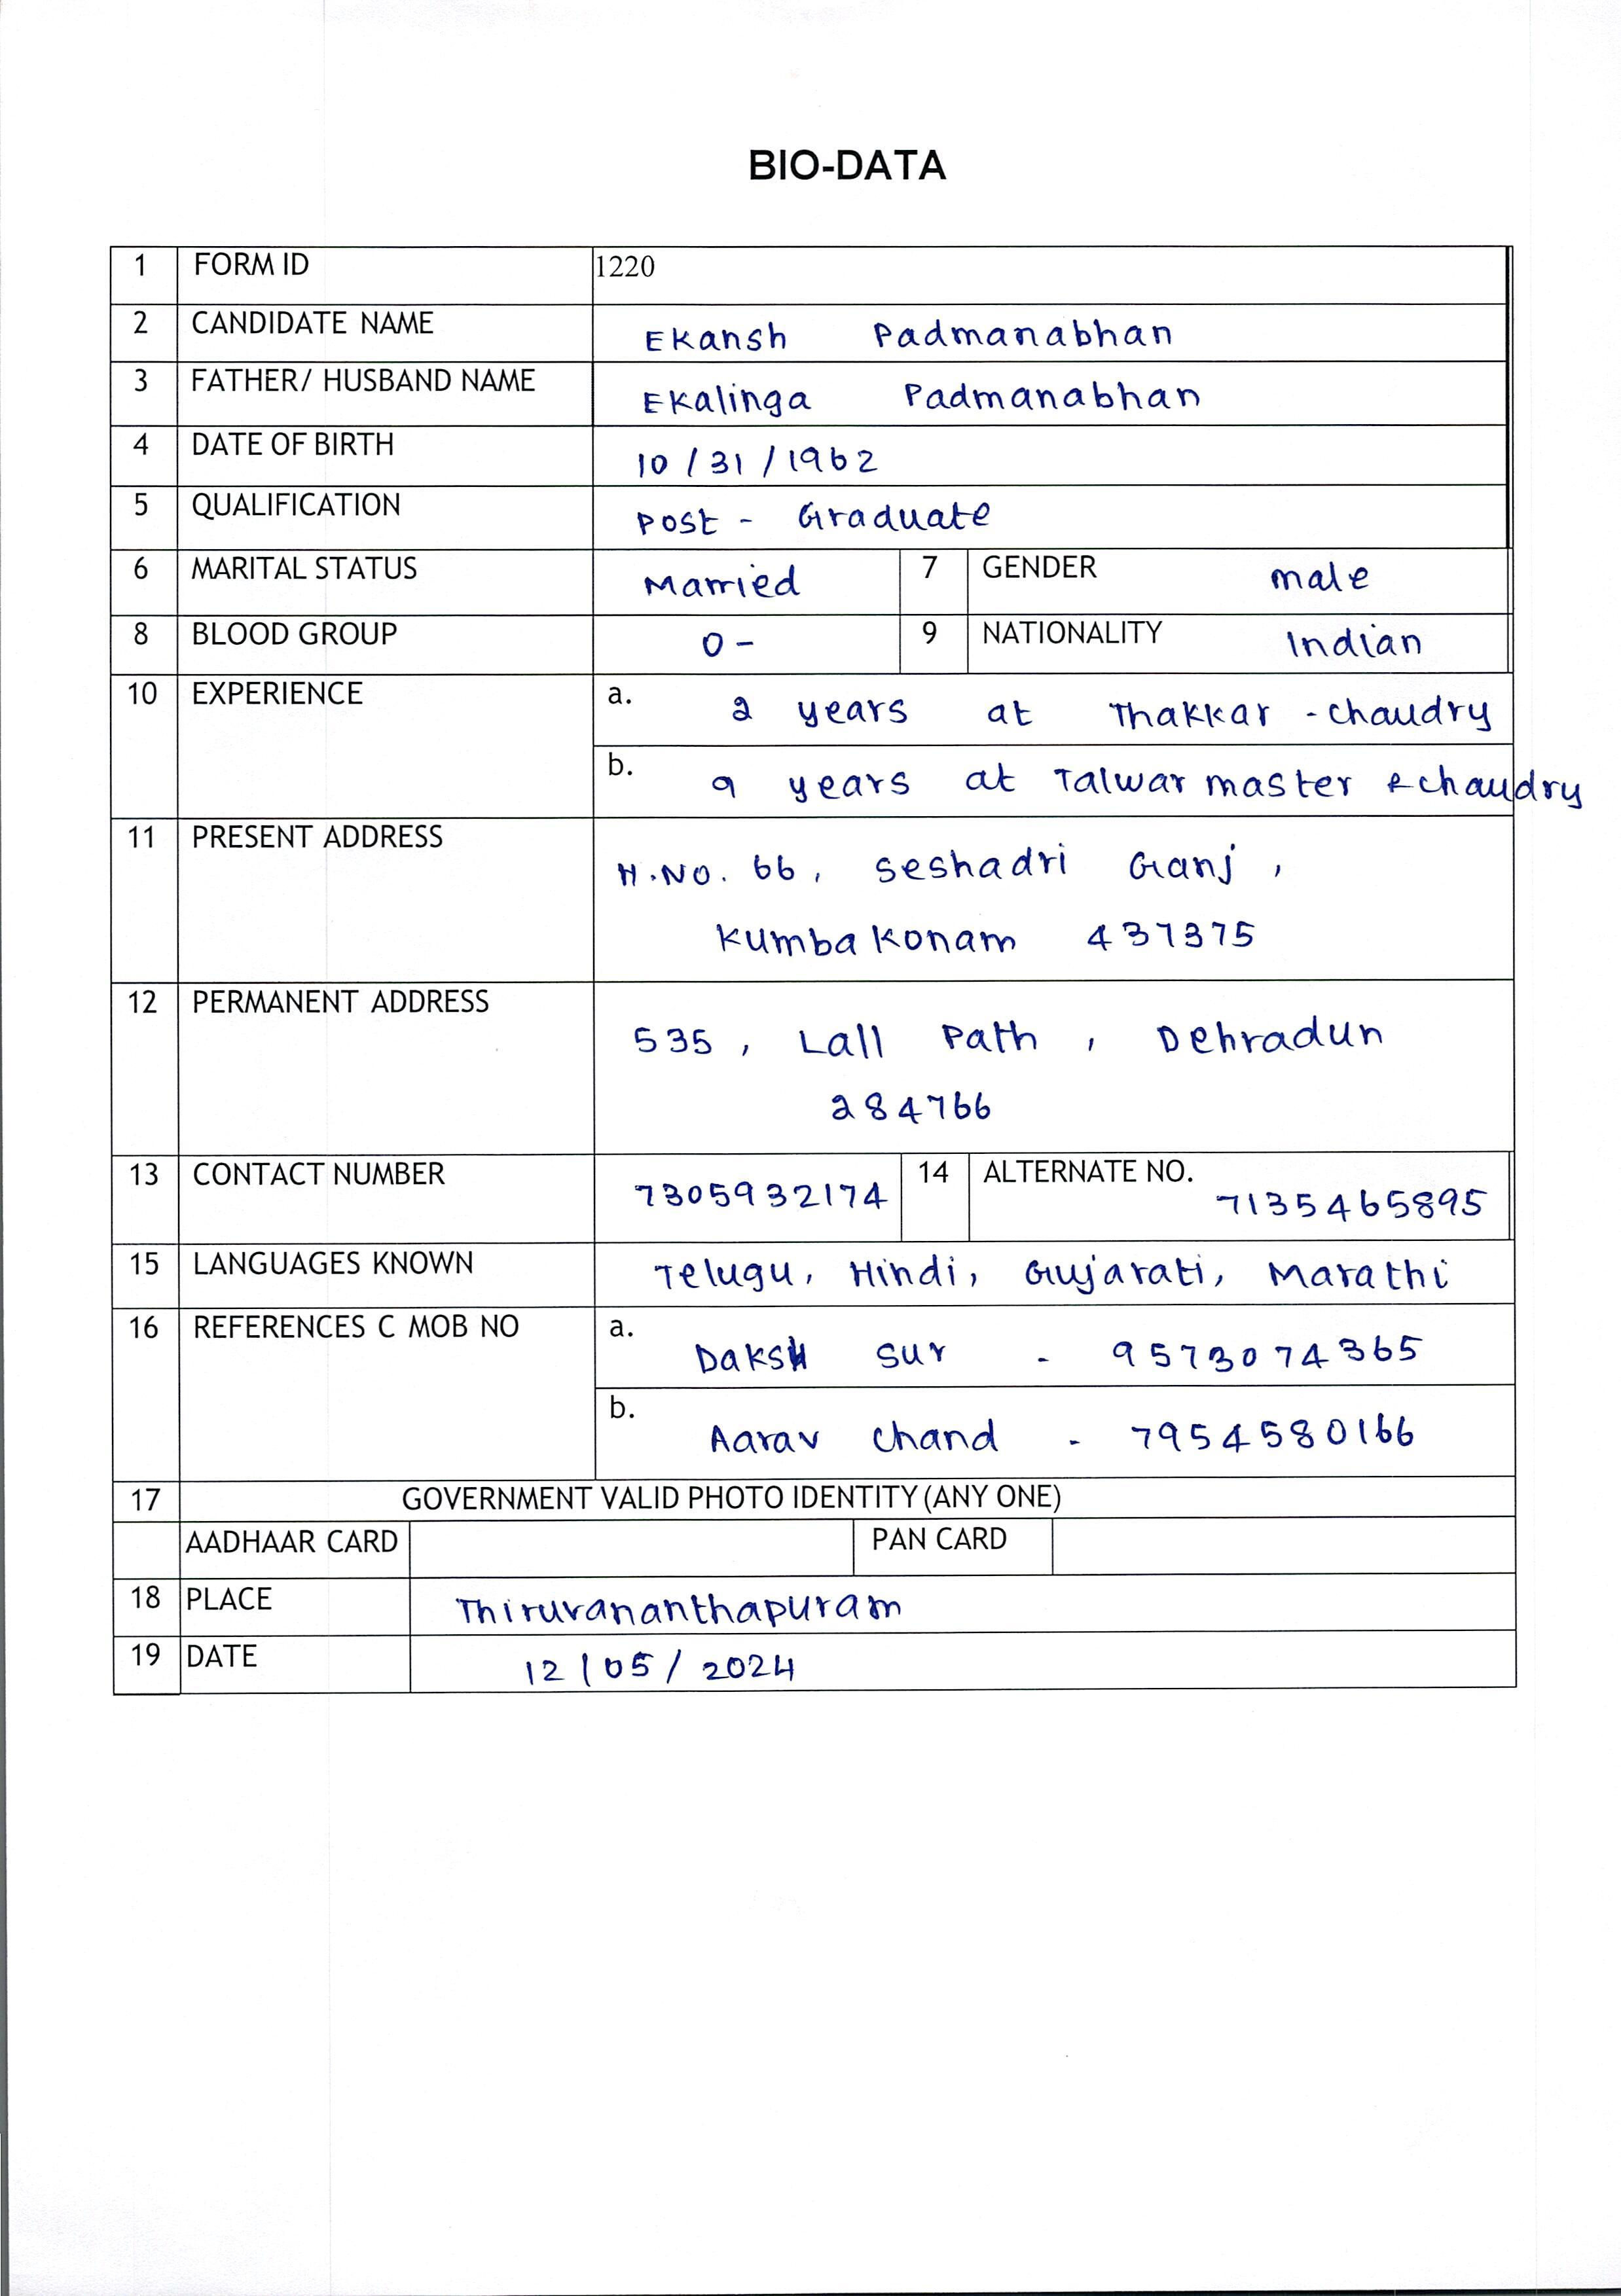 BIO-DATA
1 FORM ID 1220
2 CANDIDATE NAME Ekansh Padmanabhan
3 FATHER/ HUSBAND NAME Ekalinga Padmanabhan
4 DATE OF BIRTH 10/31/1962
5 QUALIFICATION Post - Graduate
6 MARITAL STATUS Married 7 GENDER male
8 BLOOD GROUP O- 9 NATIONALITY Indian
10 EXPERIENCE a. 2 years at Thakkar - chaudry
b. 9 years at Talwar master & chaudry
11 PRESENT ADDRESS H.NO. 66, Seshadri Ganj,
Kumbakonam 437375
12 PERMANENT ADDRESS 535, Lall Path, Dehradun
284766
13 CONTACT NUMBER 7305932174 14 ALTERNATE NO. 7135465895
15 LANGUAGES KNOWN Telugu, Hindi, Gujarati, Marathi
16 REFERENCES C MOB NO a. Daksh Sur - 9573074365
b. Aarav Chand - 7954580166
17 GOVERNMENT VALID PHOTO IDENTITY (ANY ONE)
AADHAAR CARD PAN CARD
18 PLACE Thiruvananthapuram
19 DATE 12/05/2024